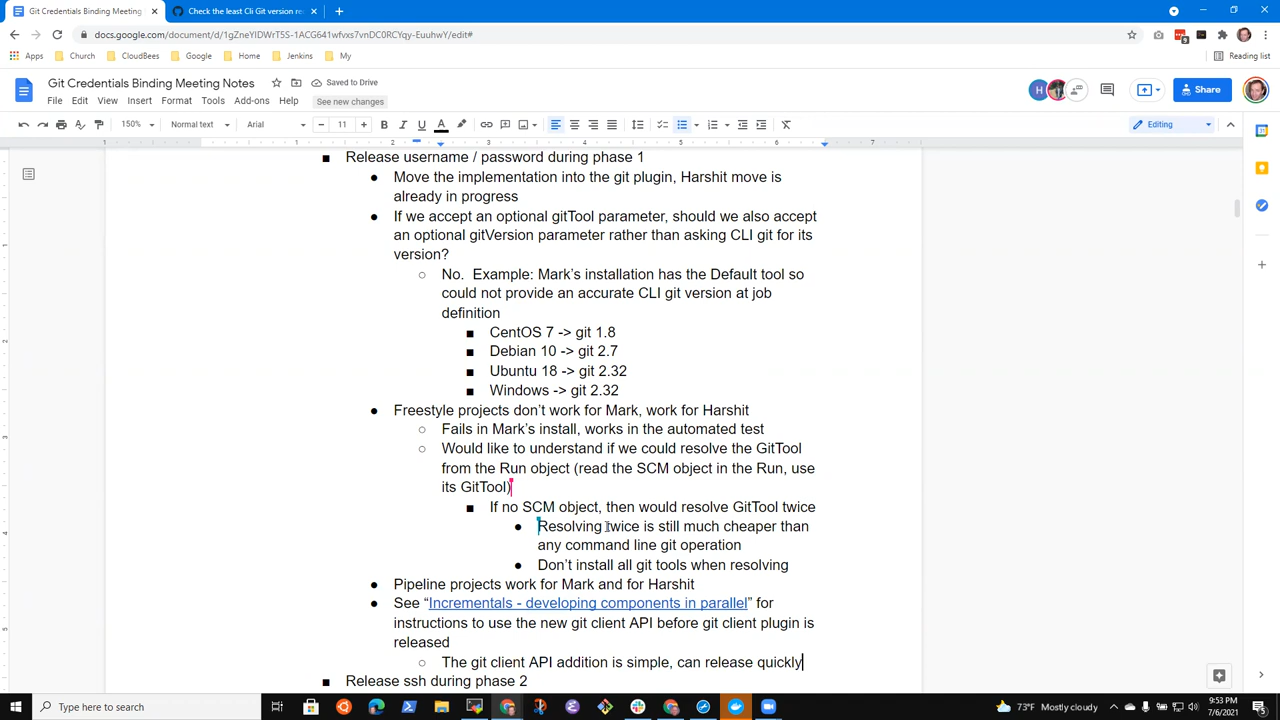 Git Credentials Binding Meeting
Check the least Cli Git version re
docs.google.com/document/d/1gZneYIDWrT5S-1ACG641wfvxs7vnDC0RCYqy-EuuhwY/edit#
Apps Church CloudBees Google Home Jenkins My Reading list
Git Credentials Binding Meeting Notes Saved to Drive
File Edit View Insert Format Tools Add-ons Help See new changes
Share
150% Normal text Arial 11 Editing
Release username / password during phase 1
Move the implementation into the git plugin, Harshit move is
already in progress
If we accept an optional gitTool parameter, should we also accept
an optional gitVersion parameter rather than asking CLI git for its
version?
No. Example: Mark's installation has the Default tool so
could not provide an accurate CLI git version at job
definition
CentOS 7 -> git 1.8
Debian 10 -> git 2.7
Ubuntu 18 -> git 2.32
Windows -> git 2.32
Freestyle projects don't work for Mark, work for Harshit
Fails in Mark's install, works in the automated test
Would like to understand if we could resolve the GitTool
from the Run object (read the SCM object in the Run, use
its GitTool)
If no SCM object, then would resolve GitTool twice
Resolving twice is still much cheaper than
any command line git operation
Don't install all git tools when resolving
Pipeline projects work for Mark and for Harshit
See “Incrementals - developing components in parallel” for
instructions to use the new git client API before git client plugin is
released
The git client API addition is simple, can release quickly
Release ssh during phase 2
Type here to search
73°F Mostly cloudy
9:53 PM
7/6/2021